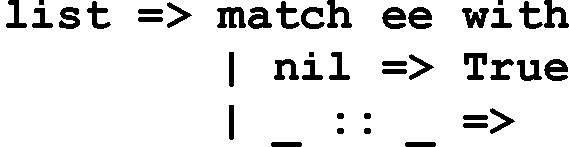 list => match ee with
| nil => True
| _ :: _ =>